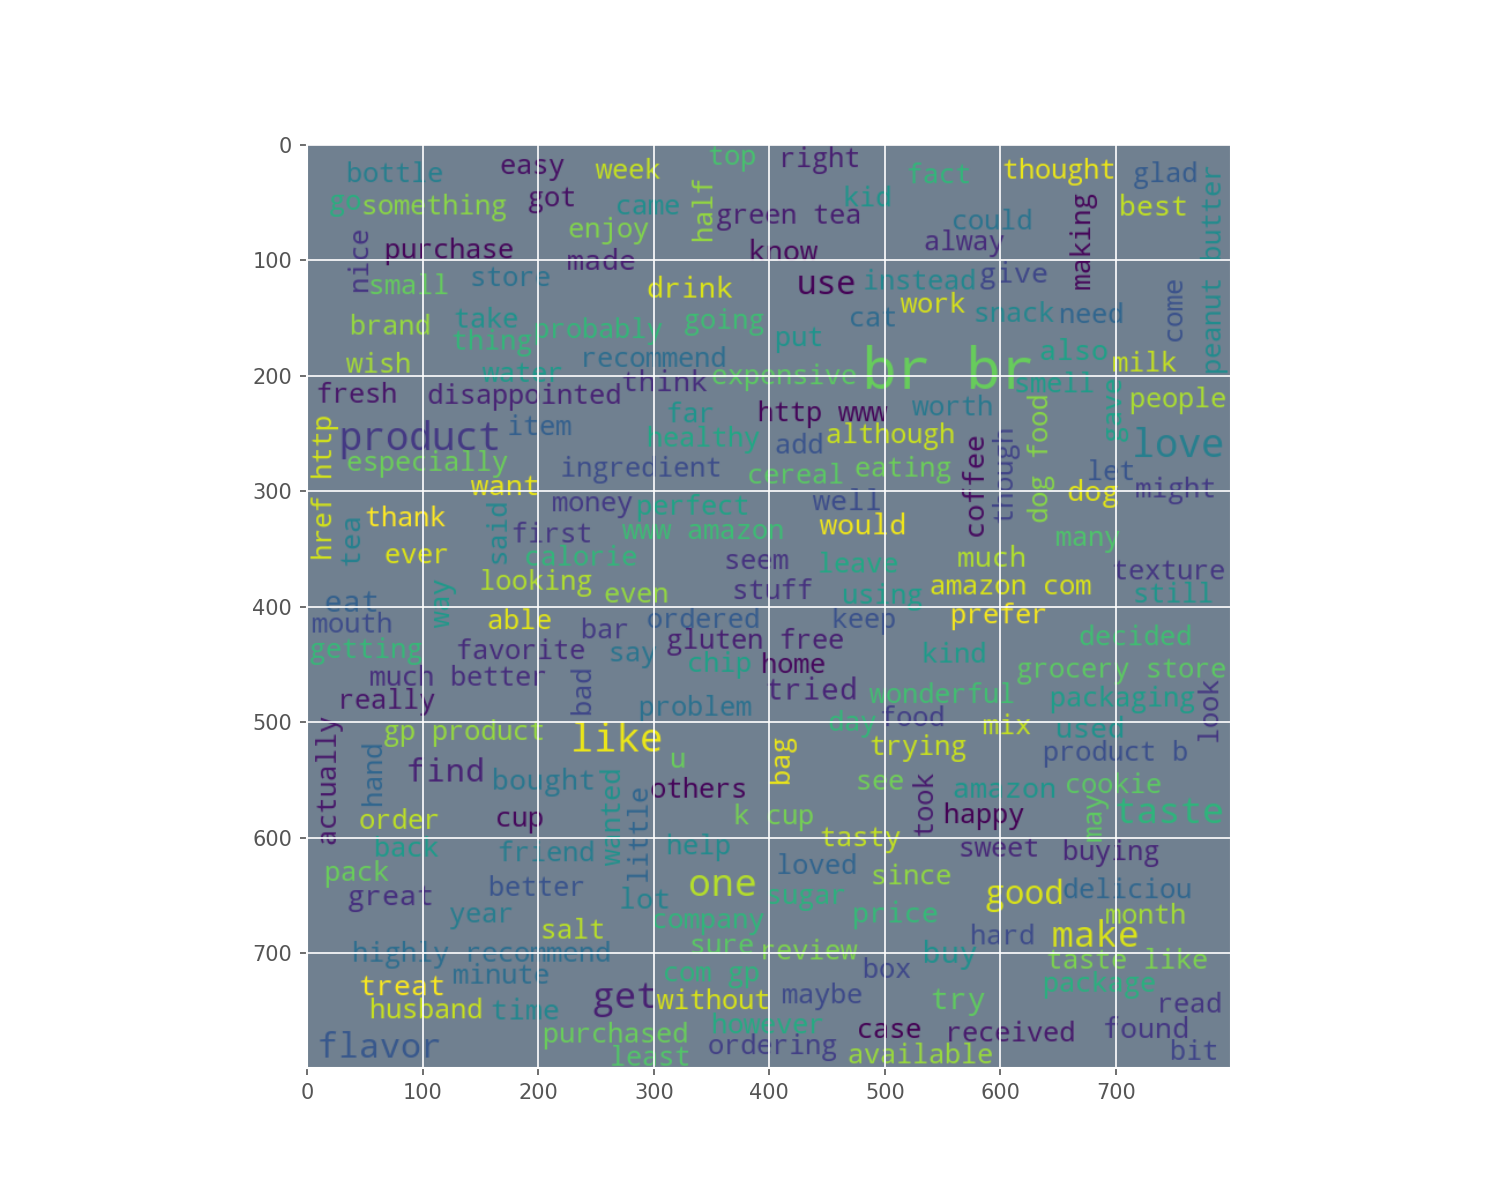 0
top
right
easy
week
thought
bottle
fact
glad
got
kid
go
something
came
half
green tea
best
peanut butter
could
enjoy
making
nice
purchase
know
alway
100
made
small
store
use
instead
give
drink
work
come
brand
take
going
cat
snack
need
thing
probably
put
wish
recommend
br br
also
milk
200
water
think
expensive
smell
gave
fresh
disappointed
far
http www
worth
dog food
people
href http
product
item
healthy
add
although
coffee
though
love
especially
ingredient
cereal
eating
let
300
want
money
perfect
well
dog
might
tea
thank
said
first
www amazon
would
many
ever
calorie
seem
leave
much
texture
way
looking
even
stuff
using
amazon com
still
400
eat
mouth
able
bar
ordered
keep
prefer
getting
favorite
say
gluten free
kind
decided
much better
bad
chip
home
grocery store
really
tried
wonderful
packaging
look
500
problem
day
food
mix
used
actually
gp product
like
trying
product b
hand
find
bought
wanted
u
bag
see
took
amazon
cookie
order
cup
little
others
k cup
happy
may
taste
600
back
friend
help
tasty
sweet
buying
pack
better
loved
since
great
lot
one
sugar
good
deliciou
year
salt
company
price
month
700
highly recommend
sure
review
buy
hard
make
taste like
treat
minute
com gp
box
package
husband
time
get
without
maybe
try
read
purchased
however
case
received
found
flavor
least
ordering
available
bit
0 100 200 300 400 500 600 700